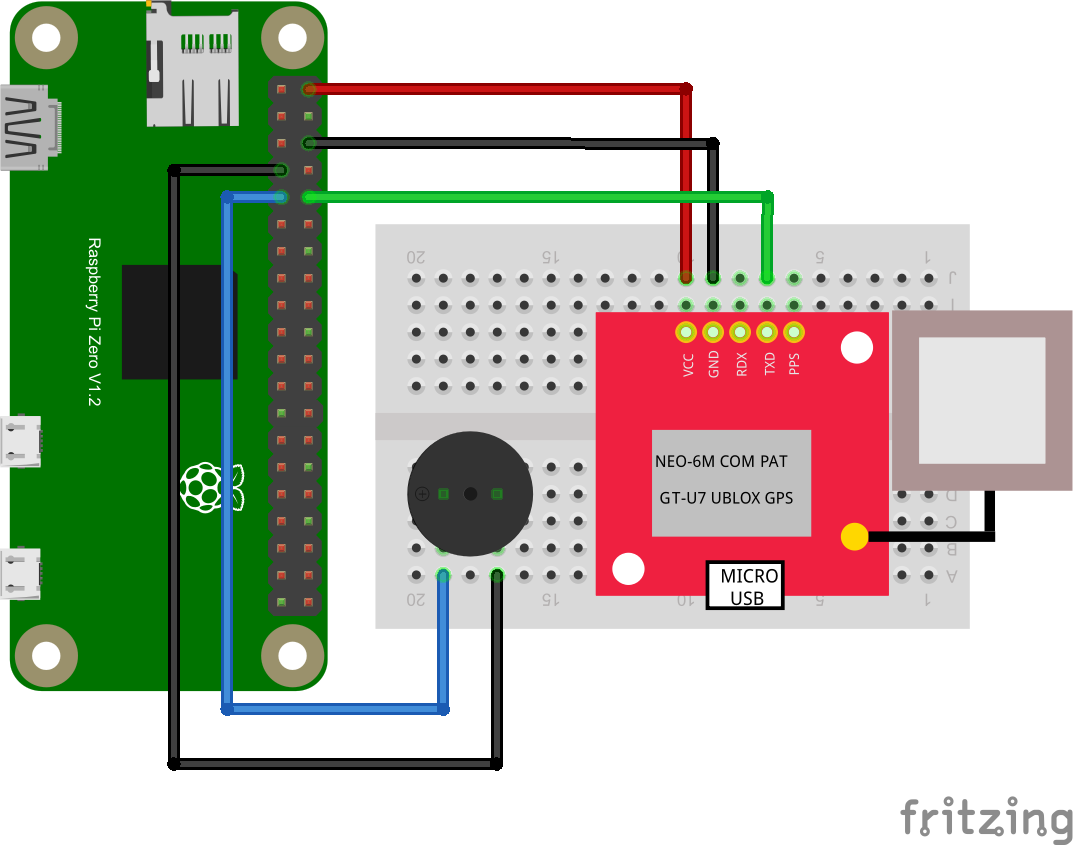 Raspberry Pi Zero V1.2
20
15
10
5
1
J
I
VCC
GND
RDX
TXD
PPS
NEO-6M COM PAT
GT-U7 UBLOX GPS
D
C
B
A
MICRO
USB
20
15
10
5
1
fritzing